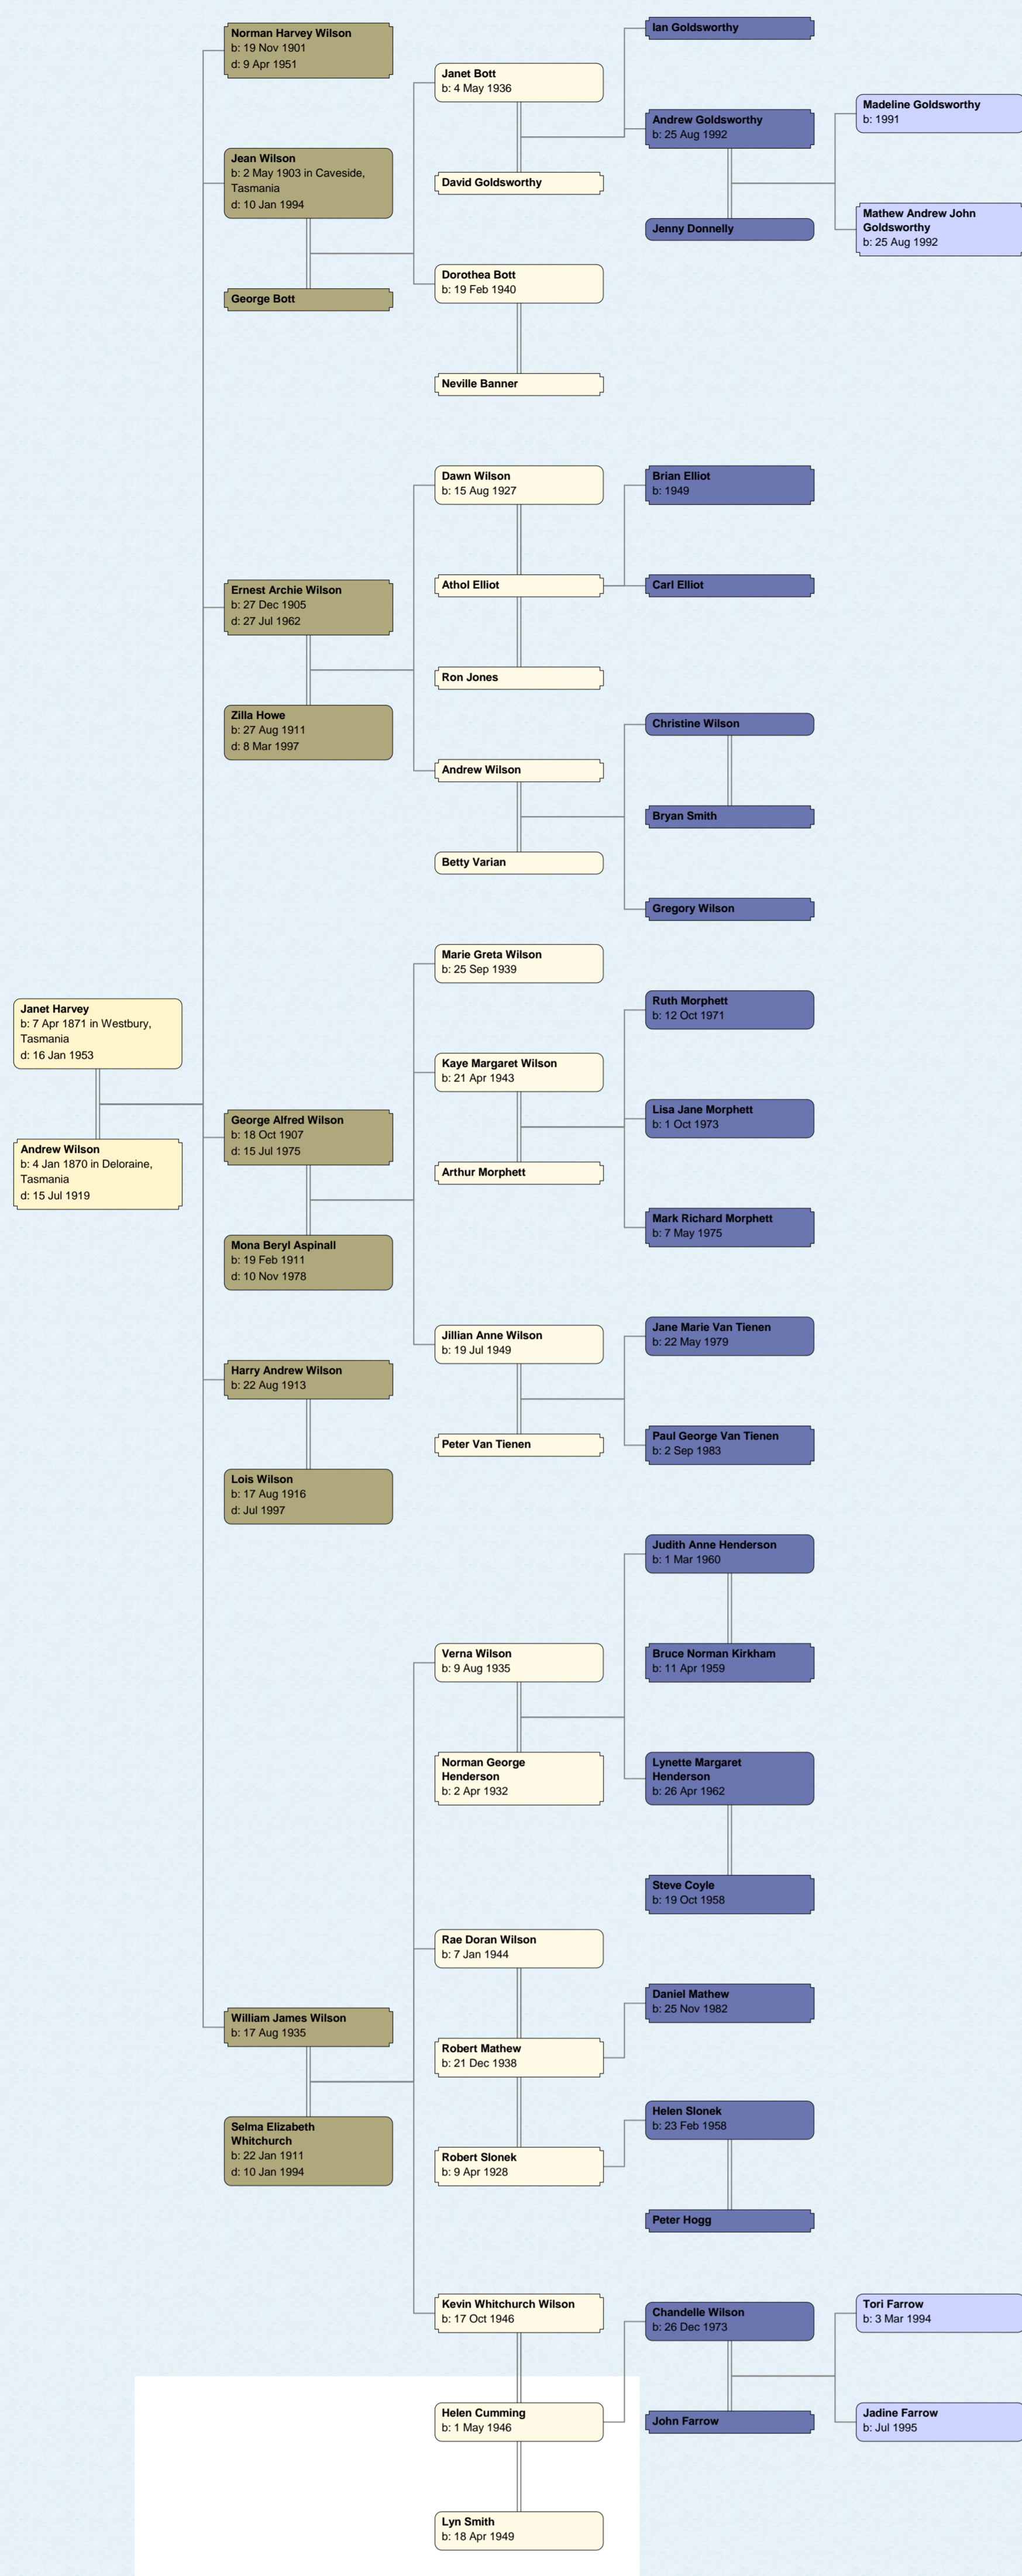 Norman Harvey Wilson
b: 19 Nov 1901
d: 9 Apr 1951
Jean Wilson
b: 2 May 1903 in Caveside,
Tasmania
d: 10 Jan 1994
George Bott
Janet Bott
b: 4 May 1936
David Goldsworthy
Dorothea Bott
b: 19 Feb 1940
Neville Banner
Ian Goldsworthy
Andrew Goldsworthy
b: 25 Aug 1992
Jenny Donnelly
Madeline Goldsworthy
b: 1991
Mathew Andrew John
Goldsworthy
b: 25 Aug 1992
Ernest Archie Wilson
b: 27 Dec 1905
d: 27 Jul 1962
Zilla Howe
b: 27 Aug 1911
d: 8 Mar 1997
Dawn Wilson
b: 15 Aug 1927
Athol Elliot
Ron Jones
Andrew Wilson
Betty Varian
Brian Elliot
b: 1949
Carl Elliot
Christine Wilson
Bryan Smith
Gregory Wilson
Janet Harvey
b: 7 Apr 1871 in Westbury,
Tasmania
d: 16 Jan 1953
Andrew Wilson
b: 4 Jan 1870 in Deloraine,
Tasmania
d: 15 Jul 1919
George Alfred Wilson
b: 18 Oct 1907
d: 15 Jul 1975
Mona Beryl Aspinall
b: 19 Feb 1911
d: 10 Nov 1978
Marie Greta Wilson
b: 25 Sep 1939
Kaye Margaret Wilson
b: 21 Apr 1943
Arthur Morphett
Jillian Anne Wilson
b: 19 Jul 1949
Peter Van Tienen
Ruth Morphett
b: 12 Oct 1971
Lisa Jane Morphett
b: 1 Oct 1973
Mark Richard Morphett
b: 7 May 1975
Jane Marie Van Tienen
b: 22 May 1979
Paul George Van Tienen
b: 2 Sep 1983
Harry Andrew Wilson
b: 22 Aug 1913
Lois Wilson
b: 17 Aug 1916
d: Jul 1997
William James Wilson
b: 17 Aug 1935
Selma Elizabeth
Whitchurch
b: 22 Jan 1911
d: 10 Jan 1994
Verna Wilson
b: 9 Aug 1935
Norman George
Henderson
b: 2 Apr 1932
Judith Anne Henderson
b: 1 Mar 1960
Bruce Norman Kirkham
b: 11 Apr 1959
Lynette Margaret
Henderson
b: 26 Apr 1962
Steve Coyle
b: 19 Oct 1958
Rae Doran Wilson
b: 7 Jan 1944
Robert Mathew
b: 21 Dec 1938
Robert Slonek
b: 9 Apr 1928
Daniel Mathew
b: 25 Nov 1982
Helen Slonek
b: 23 Feb 1958
Peter Hogg
Kevin Whitchurch Wilson
b: 17 Oct 1946
Helen Cumming
b: 1 May 1946
Lyn Smith
b: 18 Apr 1949
Chandelle Wilson
b: 26 Dec 1973
John Farrow
Tori Farrow
b: 3 Mar 1994
Jadine Farrow
b: Jul 1995